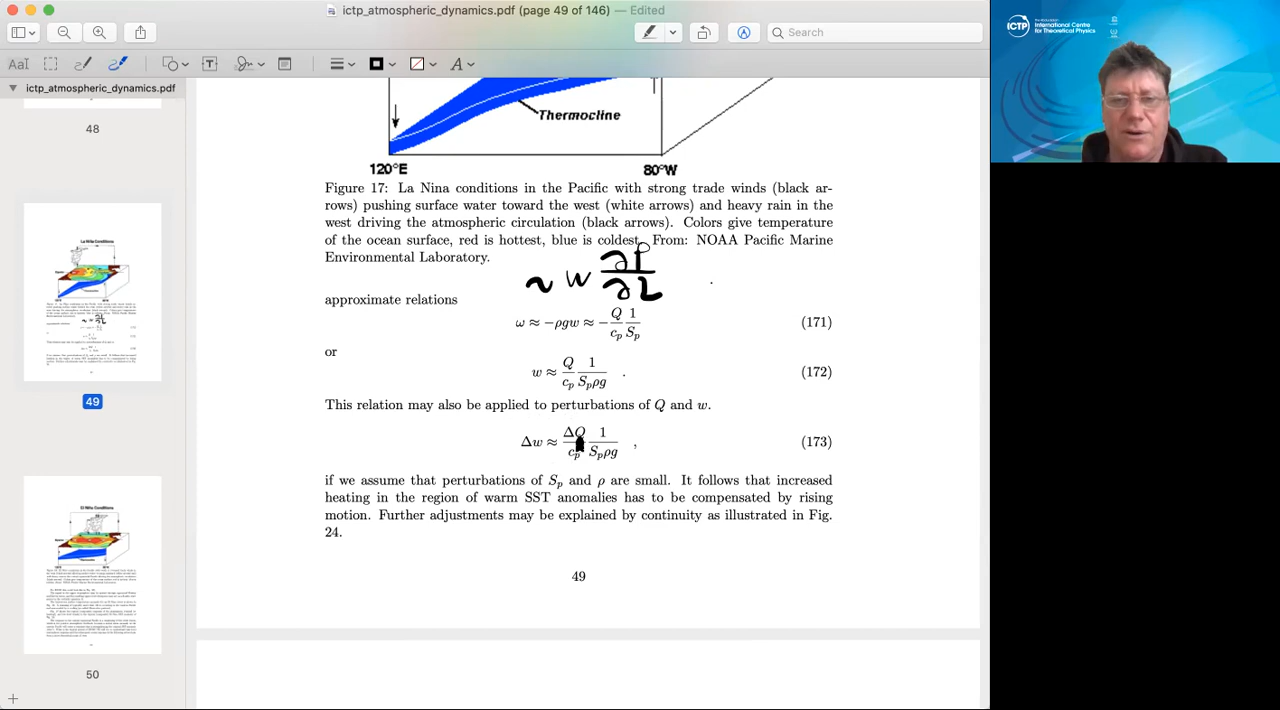 ictp_atmospheric_dynamics.pdf (page 49 of 146) — Edited
Search
AaI
T
A
ictp_atmospheric_dynamics.pdf
48
49
50
Thermocline
120°E
80°W
Figure 17: La Nina conditions in the Pacific with strong trade winds (black ar-
rows) pushing surface water toward the west (white arrows) and heavy rain in the
west driving the atmospheric circulation (black arrows). Colors give temperature
of the ocean surface, red is hottest, blue is coldest. From: NOAA Pacific Marine
Environmental Laboratory.
~ w ∂p/∂z
approximate relations
ω ≈ −ρgw ≈ − Q/c_p 1/S_p (171)
or
w ≈ Q/c_p 1/(S_pρg) . (172)
This relation may also be applied to perturbations of Q and w.
Δw ≈ ΔQ/c_p 1/(S_pρg) , (173)
if we assume that perturbations of S_p and ρ are small. It follows that increased
heating in the region of warm SST anomalies has to be compensated by rising
motion. Further adjustments may be explained by continuity as illustrated in Fig.
24.
49
ICTP
International Centre
for Theoretical Physics